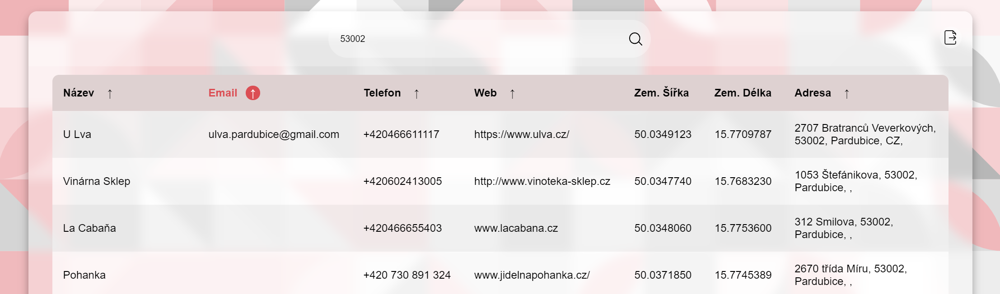 53002
Název ↑ Email ↑ Telefon ↑ Web ↑ Zem. Šířka Zem. Délka Adresa ↑
U Lva ulva.pardubice@gmail.com +420466611117 https://www.ulva.cz/ 50.0349123 15.7709787 2707 Bratranců Veverkových,
53002, Pardubice, CZ,
Vinárna Sklep +420602413005 http://www.vinoteka-sklep.cz 50.0347740 15.7683230 1053 Štefánikova, 53002,
Pardubice, ,
La Cabaňa +420466655403 www.lacabana.cz 50.0348060 15.7753600 312 Smilova, 53002,
Pardubice, ,
Pohanka +420 730 891 324 www.jidelnapohanka.cz/ 50.0371850 15.7745389 2670 třída Míru, 53002,
Pardubice, ,